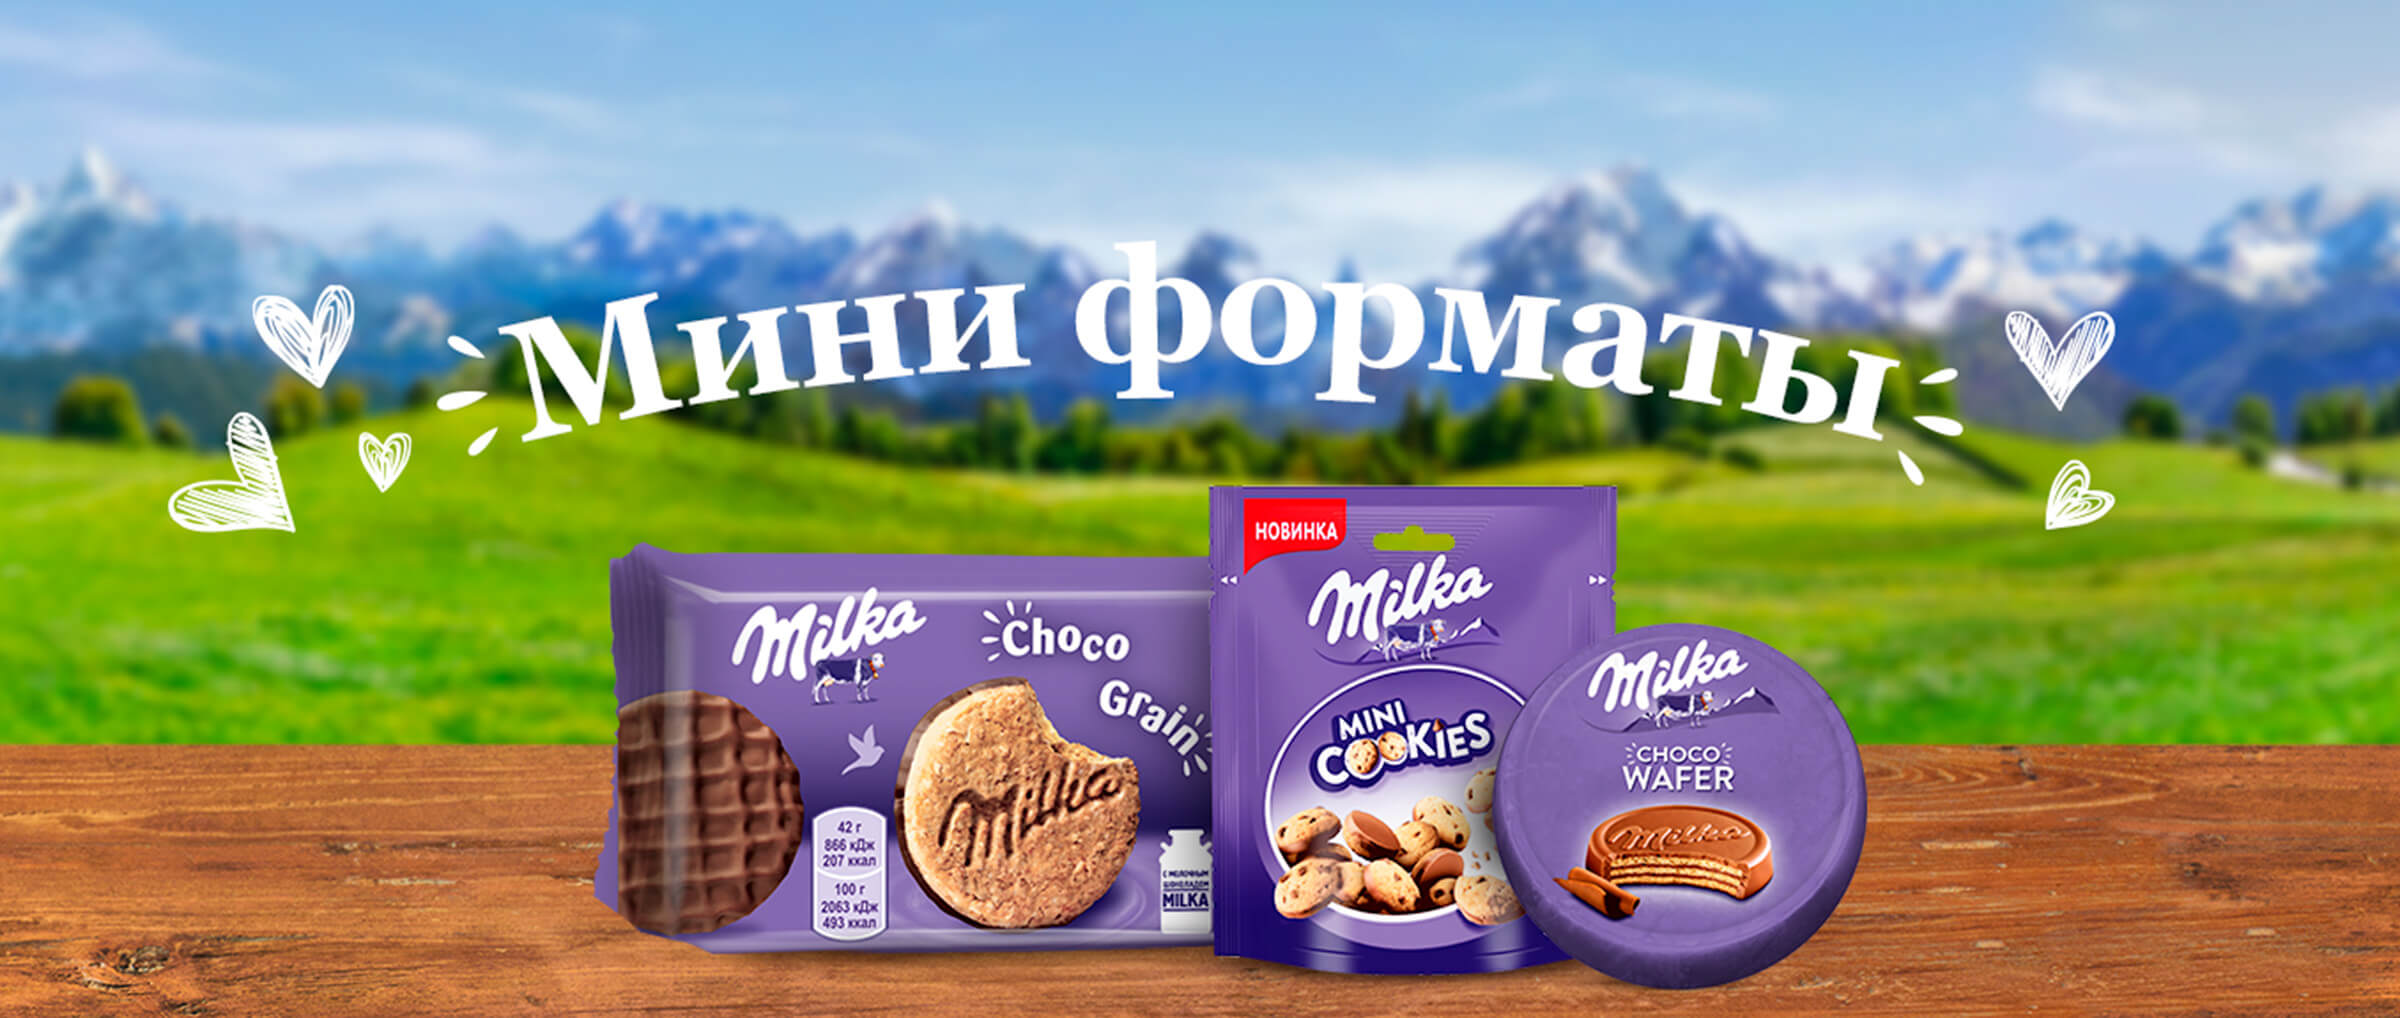 Мини форматы
Milka
Choco
Grain
Milka
42 г
866 кДж
207 ккал
100 г
2063 кДж
493 ккал
С МОЛОЧНЫМ
ШОКОЛАДОМ
MILKA
НОВИНКА
Milka
MINI
COOKIES
Milka
CHOCO
WAFER
Milka